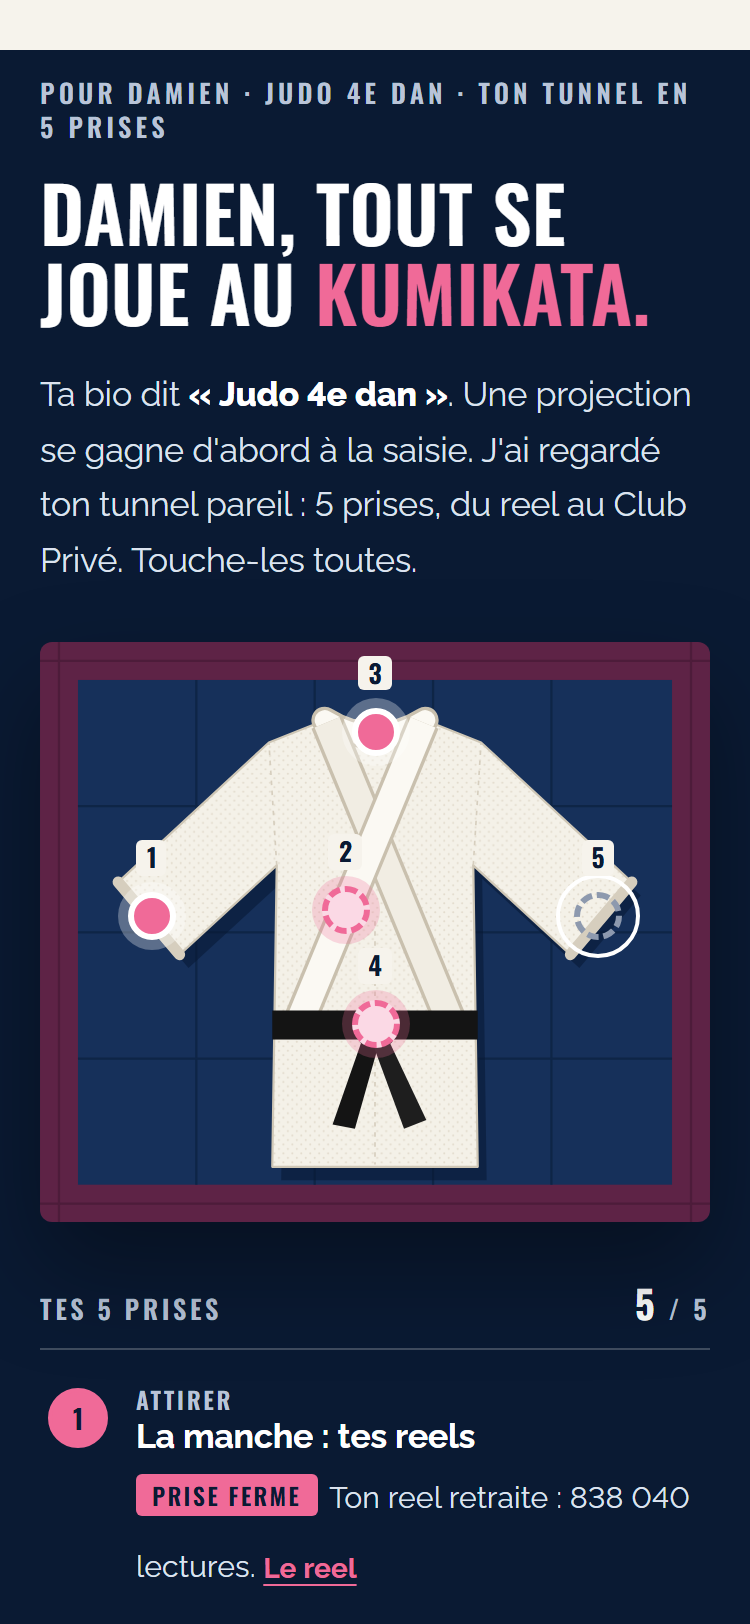 POUR DAMIEN · JUDO 4E DAN · TON TUNNEL EN
5 PRISES
DAMIEN, TOUT SE
JOUE AU KUMIKATA.
Ta bio dit « Judo 4e dan ». Une projection
se gagne d'abord à la saisie. J'ai regardé
ton tunnel pareil : 5 prises, du reel au Club
Privé. Touche-les toutes.
3
1
2
5
4
TES 5 PRISES
5 / 5
1
ATTIRER
La manche : tes reels
PRISE FERME Ton reel retraite : 838 040
lectures. Le reel